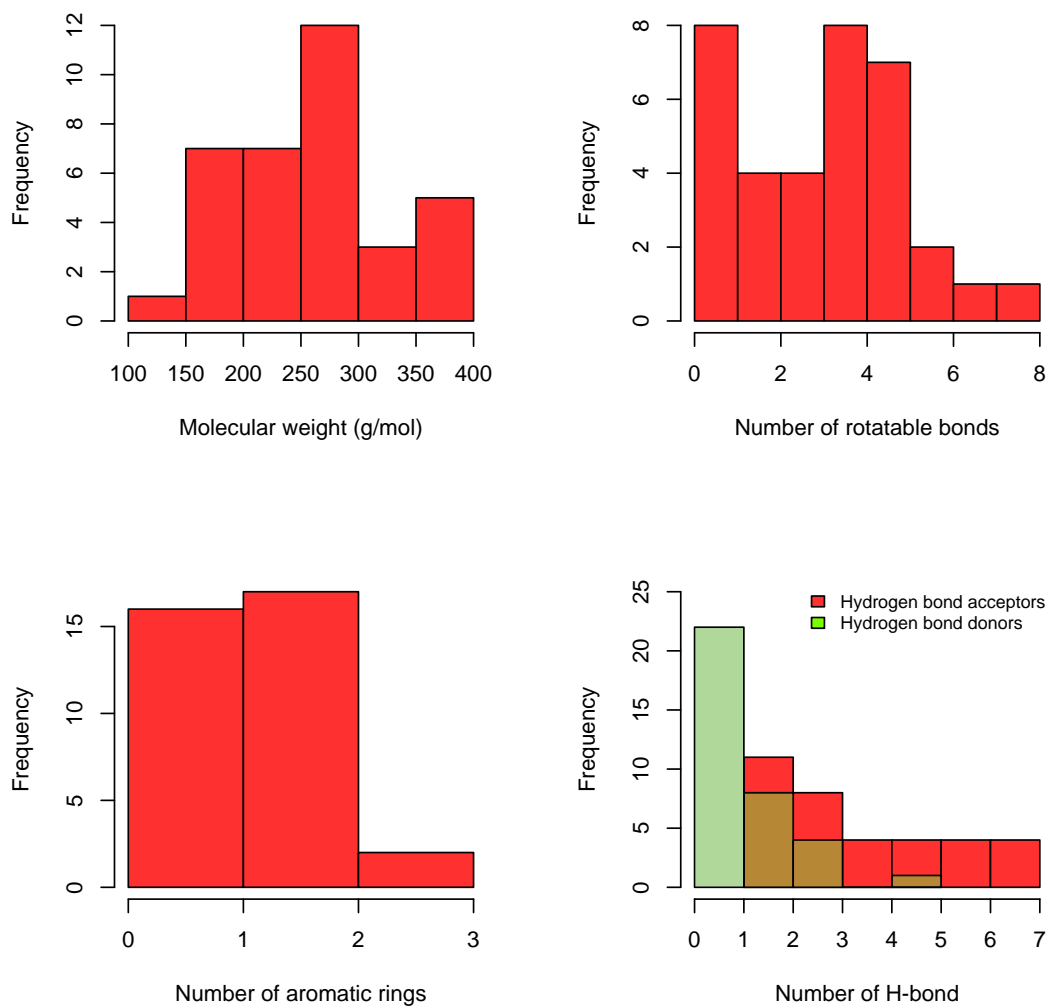 Frequency
0 2 4 6 8 10 12
100 150 200 250 300 350 400
Molecular weight (g/mol)
Frequency
0 2 4 6 8
0 2 4 6 8
Number of rotatable bonds
Frequency
0 5 10 15
0 1 2 3
Number of aromatic rings
Frequency
0 5 10 15 20 25
Hydrogen bond acceptors
Hydrogen bond donors
0 1 2 3 4 5 6 7
Number of H-bond